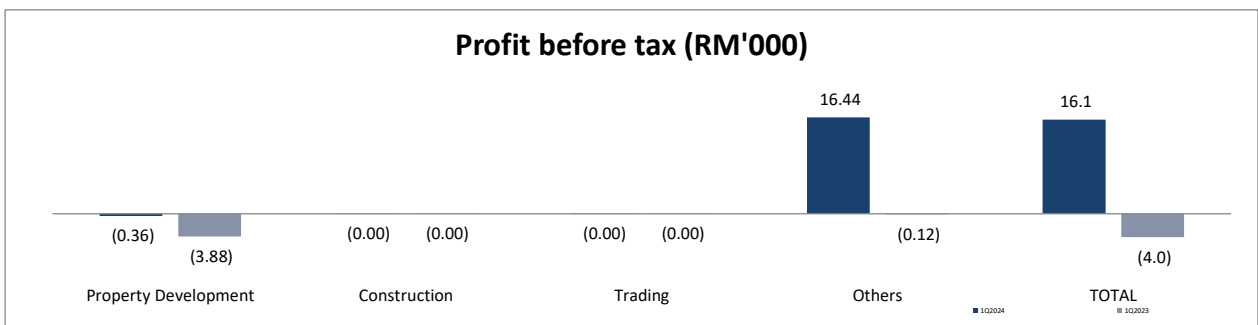 Profit before tax (RM'000)
16.44
16.1
(0.36)
(3.88)
(0.00)
(0.00)
(0.00)
(0.00)
(0.12)
(4.0)
Property Development
Construction
Trading
Others
TOTAL
1Q2024
1Q2023